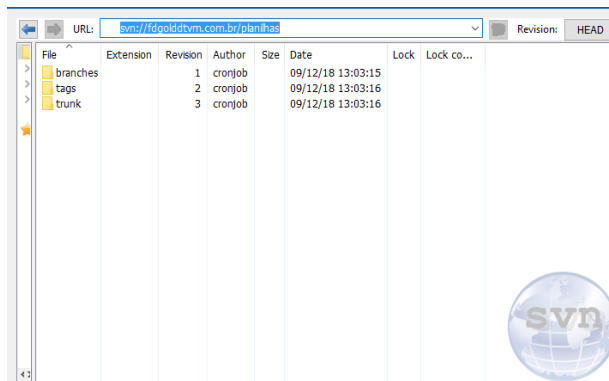 URL: svn://fdgolddtvm.com.br/planilhas Revision: HEAD
File Extension Revision Author Size Date Lock Lock co...
branches 1 cronjob 09/12/18 13:03:15
tags 2 cronjob 09/12/18 13:03:16
trunk 3 cronjob 09/12/18 13:03:16
svn